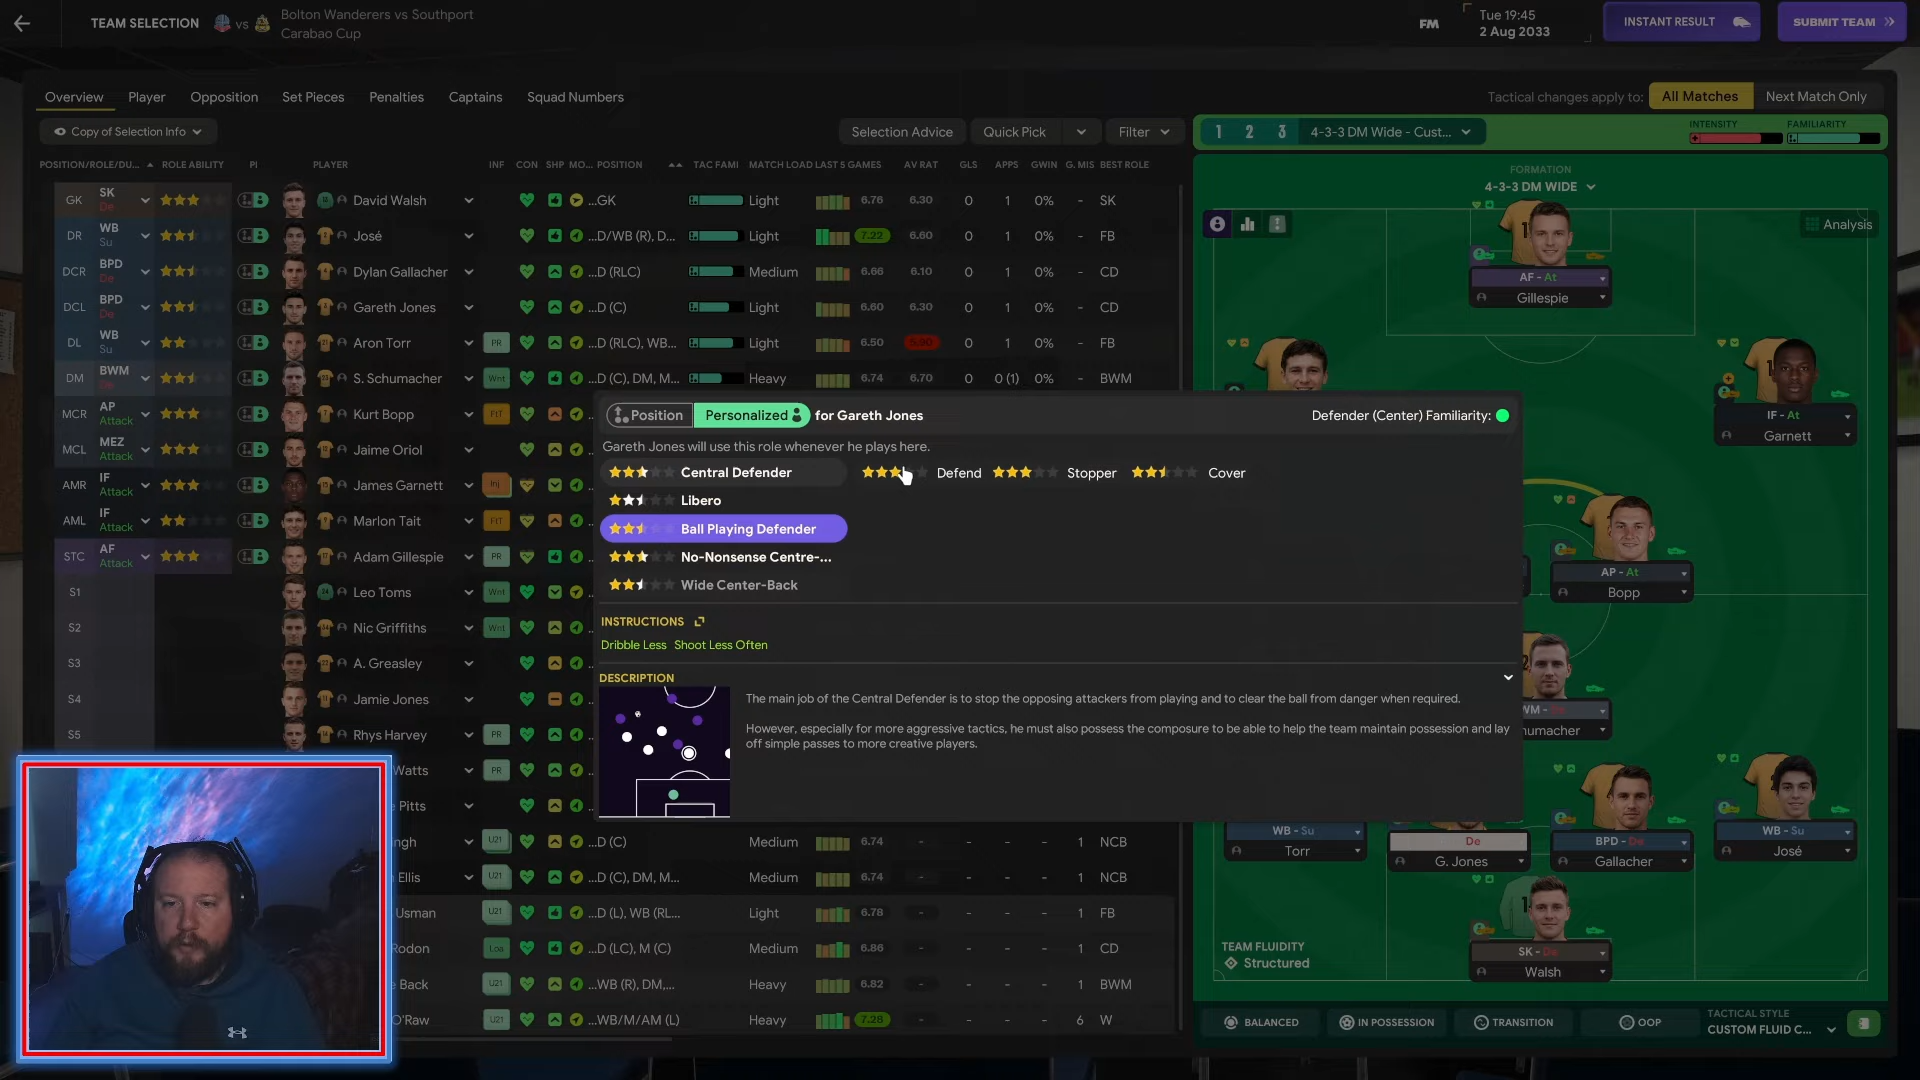 TEAM SELECTION vs Bolton Wanderers vs Southport
Carabao Cup
FM Tue 19:45
2 Aug 2033
INSTANT RESULT SUBMIT TEAM
Overview Player Opposition Set Pieces Penalties Captains Squad Numbers
Tactical changes apply to: All Matches Next Match Only
Copy of Selection Info Selection Advice Quick Pick Filter
1 2 3 4-3-3 DM Wide - Cust... INTENSITY FAMILIARITY
POSITION/ROLE/DU... ROLE ABILITY PI PLAYER INF CON SHP MO... POSITION TAC FAMI MATCH LOAD LAST 5 GAMES AV RAT GLS APPS GWIN G. MIS BEST ROLE
GK SK De David Walsh ...GK Light 6.76 6.30 0 1 0% - SK
DR WB Su José ...D/WB (R), D... Light 7.22 6.60 0 1 0% - FB
DCR BPD De Dylan Gallacher ...D (RLC) Medium 6.66 6.10 0 1 0% - CD
DCL BPD De Gareth Jones ...D (C) Light 6.60 6.30 0 1 0% - CD
DL WB Su Aron Torr PR ...D (RLC), WB... Light 6.50 5.90 0 1 0% - FB
DM BWM De S. Schumacher Wnt ...D (C), DM, M... Heavy 6.74 6.70 0 0 (1) 0% - BWM
MCR AP Attack Kurt Bopp FtT
MCL MEZ Attack Jaime Oriol
AMR IF Attack James Garnett Inj
AML IF Attack Marlon Tait FtT
STC AF Attack Adam Gillespie PR
S1 Leo Toms Wnt
S2 Nic Griffiths Wnt
S3 A. Greasley
S4 Jamie Jones
S5 Rhys Harvey PR
Watts PR
Pitts
ngh U21 ...D (C) Medium 6.74 - - - 1 NCB
Ellis U21 ...D (C), DM, M... Medium 6.74 - - - 1 NCB
Usman U21 ...D (L), WB (RL... Light 6.78 - - - 1 FB
Rodon Loa ...D (LC), M (C) Medium 6.86 - - - 1 CD
Back U21 ...WB (R), DM,... Heavy 6.82 - - - 1 BWM
O'Raw U21 ...WB/M/AM (L) Heavy 7.28 - - - 6 W
Position Personalized for Gareth Jones Defender (Center) Familiarity:
Gareth Jones will use this role whenever he plays here.
Central Defender Defend Stopper Cover
Libero
Ball Playing Defender
No-Nonsense Centre-...
Wide Center-Back
INSTRUCTIONS
Dribble Less Shoot Less Often
DESCRIPTION
The main job of the Central Defender is to stop the opposing attackers from playing and to clear the ball from danger when required.
However, especially for more aggressive tactics, he must also possess the composure to be able to help the team maintain possession and lay
off simple passes to more creative players.
FORMATION
4-3-3 DM WIDE
Analysis
AF - At
Gillespie
IF - At
Garnett
AP - At
Bopp
WM - De
humacher
WB - Su
Torr
De
G. Jones
BPD - De
Gallacher
WB - Su
José
SK - De
Walsh
TEAM FLUIDITY
Structured
BALANCED IN POSSESSION TRANSITION OOP
TACTICAL STYLE
CUSTOM FLUID C...